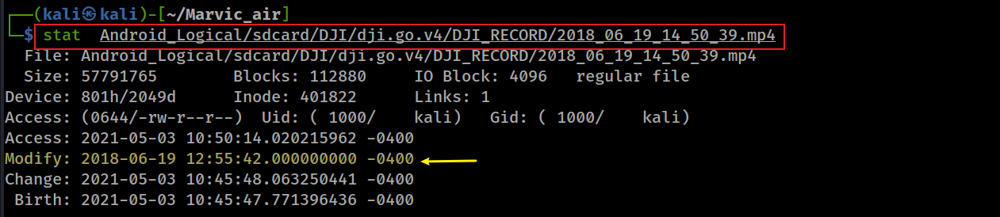 ┌──(kali㉿kali)-[~/Marvic_air]
└─$ stat  Android_Logical/sdcard/DJI/dji.go.v4/DJI_RECORD/2018_06_19_14_50_39.mp4
  File: Android_Logical/sdcard/DJI/dji.go.v4/DJI_RECORD/2018_06_19_14_50_39.mp4
  Size: 57791765        Blocks: 112880     IO Block: 4096   regular file
Device: 801h/2049d      Inode: 401822      Links: 1
Access: (0644/-rw-r--r--)  Uid: ( 1000/    kali)   Gid: ( 1000/    kali)
Access: 2021-05-03 10:50:14.020215962 -0400
Modify: 2018-06-19 12:55:42.000000000 -0400
Change: 2021-05-03 10:45:48.063250441 -0400
 Birth: 2021-05-03 10:45:47.771396436 -0400